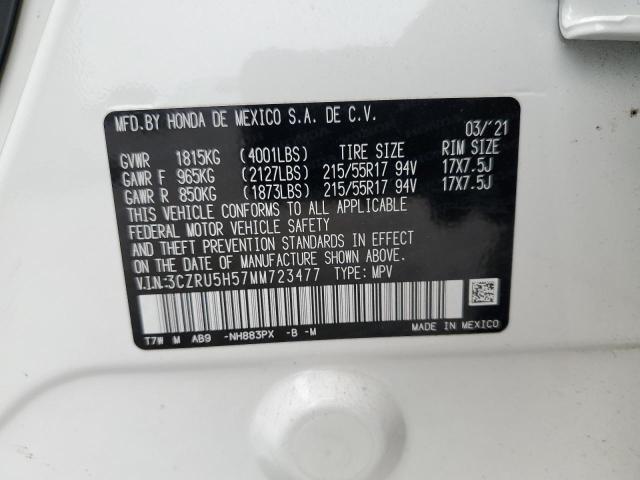 MFD.BY HONDA DE MEXICO S.A. DE C.V.
03/'21
GVWR 1815KG (4001LBS) TIRE SIZE RIM SIZE
GAWR F 965KG (2127LBS) 215/55R17 94V 17X7.5J
GAWR R 850KG (1873LBS) 215/55R17 94V 17X7.5J
THIS VEHICLE CONFORMS TO ALL APPLICABLE
FEDERAL MOTOR VEHICLE SAFETY
AND THEFT PREVENTION STANDARDS IN EFFECT
ON THE DATE OF MANUFACTURE SHOWN ABOVE.
V.I.N.:3CZRU5H57MM723477 TYPE: MPV
T7W M AB9 -NH883PX -B -M
MADE IN MEXICO